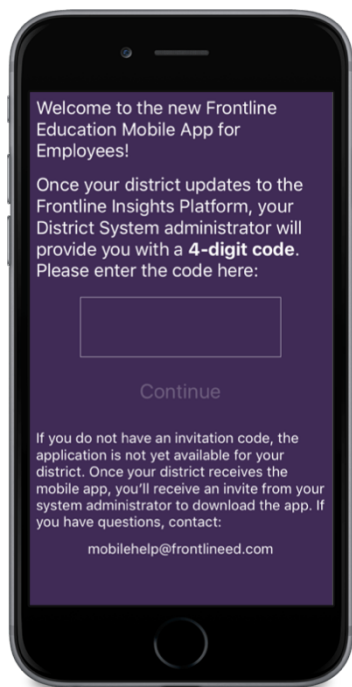 Welcome to the new Frontline
Education Mobile App for
Employees!
Once your district updates to the
Frontline Insights Platform, your
District System administrator will
provide you with a 4-digit code.
Please enter the code here:
Continue
If you do not have an invitation code, the
application is not yet available for your
district. Once your district receives the
mobile app, you'll receive an invite from your
system administrator to download the app. If
you have questions, contact:
mobilehelp@frontlineed.com